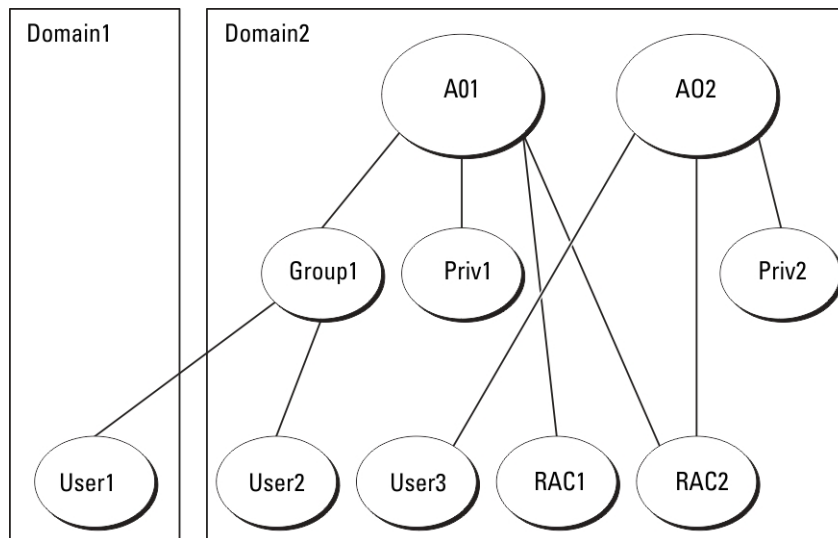 Domain1
Domain2
A01
AO2
Group1
Priv1
Priv2
User1
User2
User3
RAC1
RAC2